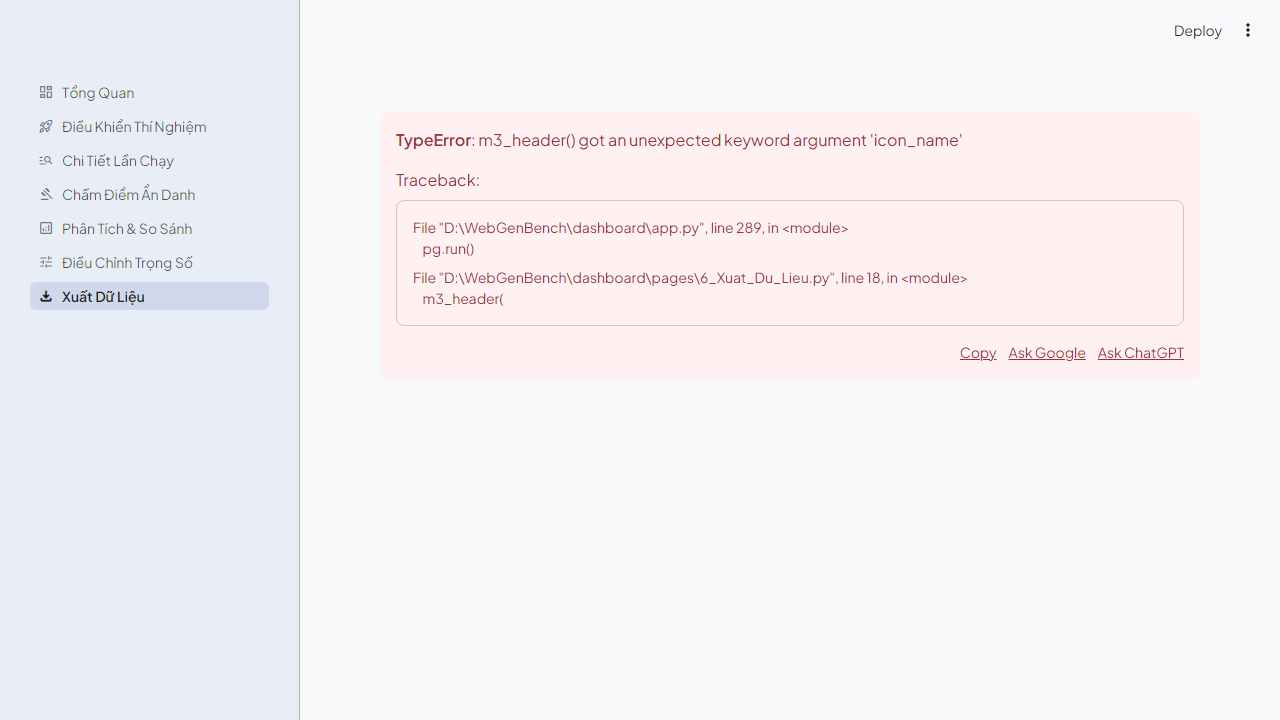 Deploy
Tổng Quan
Điều Khiển Thí Nghiệm
Chi Tiết Lần Chạy
Chấm Điểm Ẩn Danh
Phân Tích & So Sánh
Điều Chỉnh Trọng Số
Xuất Dữ Liệu
TypeError: m3_header() got an unexpected keyword argument 'icon_name'
Traceback:
File "D:\WebGenBench\dashboard\app.py", line 289, in <module>
pg.run()
File "D:\WebGenBench\dashboard\pages\6_Xuat_Du_Lieu.py", line 18, in <module>
m3_header(
Copy Ask Google Ask ChatGPT